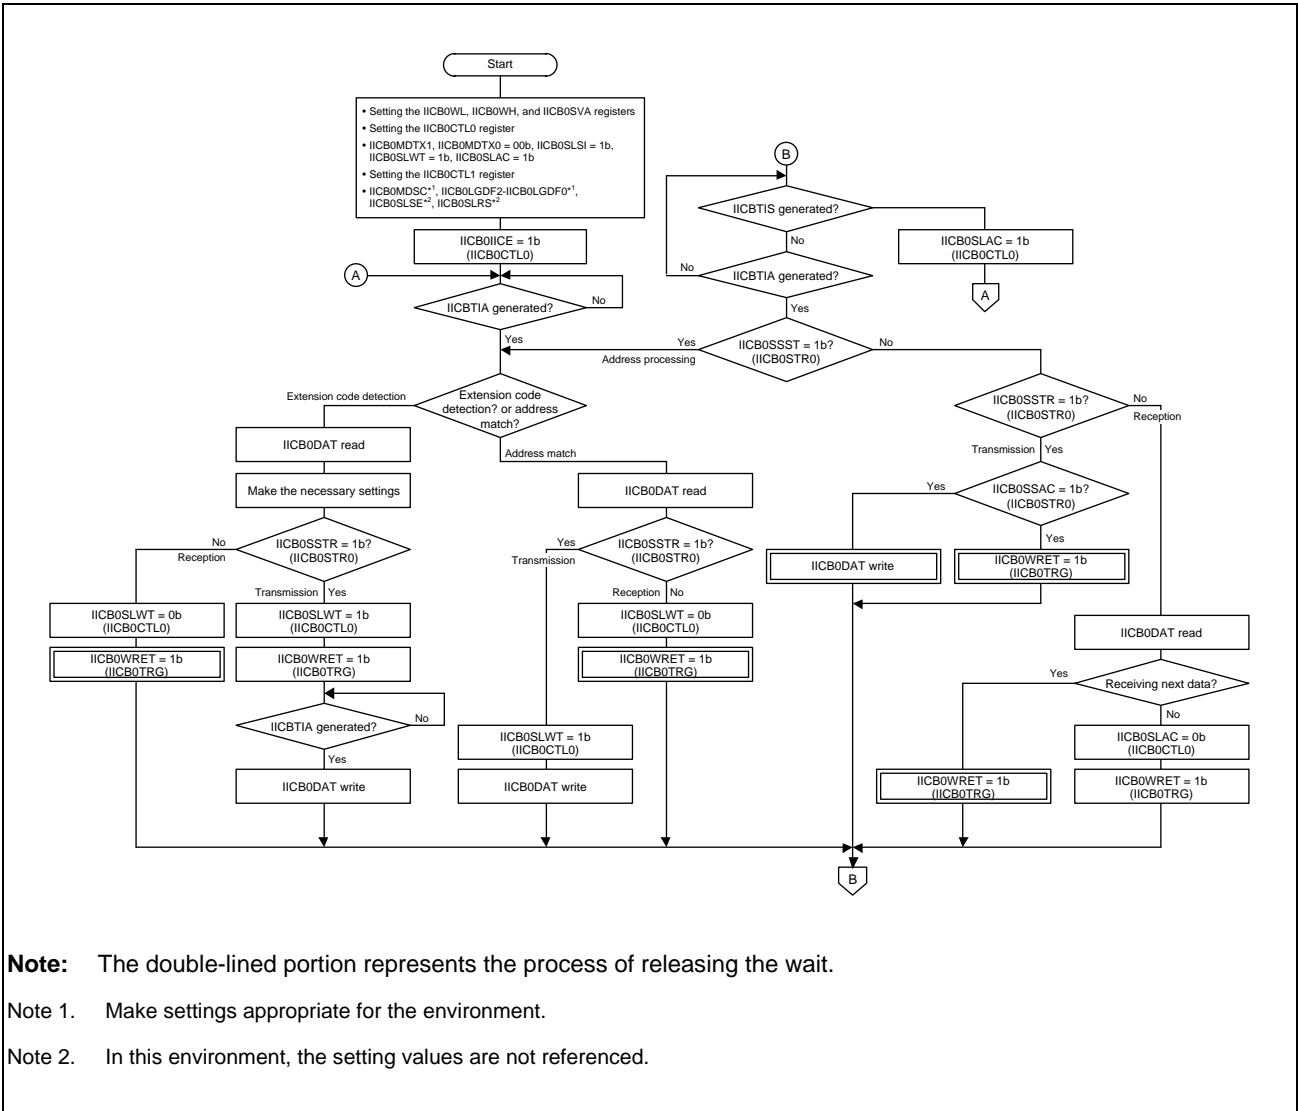 Start
• Setting the IICB0WL, IICB0WH, and IICB0SVA registers
• Setting the IICB0CTL0 register
• IICB0MDTX1, IICB0MDTX0 = 00b, IICB0SLSI = 1b,
IICB0SLWT = 1b, IICB0SLAC = 1b
• Setting the IICB0CTL1 register
• IICB0MDSC*1, IICB0LGDF2-IICB0LGDF0*1,
IICB0SLSE*2, IICB0SLRS*2
IICB0IICE = 1b
(IICB0CTL0)
A
IICBTIA generated?
No
Yes
B
IICBTIS generated?
No
IICB0SLAC = 1b
(IICB0CTL0)
A
No
IICBTIA generated?
Yes
Yes
Address processing
IICB0SSST = 1b?
(IICB0STR0)
No
Extension code detection
Extension code
detection? or address
match?
Address match
IICB0DAT read
Make the necessary settings
No
Reception
IICB0SSTR = 1b?
(IICB0STR0)
Transmission
Yes
IICB0SLWT = 0b
(IICB0CTL0)
IICB0WRET = 1b
(IICB0TRG)
IICB0SLWT = 1b
(IICB0CTL0)
IICB0WRET = 1b
(IICB0TRG)
IICBTIA generated?
No
Yes
IICB0DAT write
IICB0DAT read
Yes
Transmission
IICB0SSTR = 1b?
(IICB0STR0)
Reception
No
IICB0SLWT = 0b
(IICB0CTL0)
IICB0WRET = 1b
(IICB0TRG)
IICB0SLWT = 1b
(IICB0CTL0)
IICB0DAT write
IICB0SSTR = 1b?
(IICB0STR0)
No
Reception
Transmission
Yes
Yes
IICB0SSAC = 1b?
(IICB0STR0)
Yes
IICB0DAT write
IICB0WRET = 1b
(IICB0TRG)
IICB0DAT read
Yes
Receiving next data?
No
IICB0SLAC = 0b
(IICB0CTL0)
IICB0WRET = 1b
(IICB0TRG)
IICB0WRET = 1b
(IICB0TRG)
B
Note: The double-lined portion represents the process of releasing the wait.
Note 1. Make settings appropriate for the environment.
Note 2. In this environment, the setting values are not referenced.